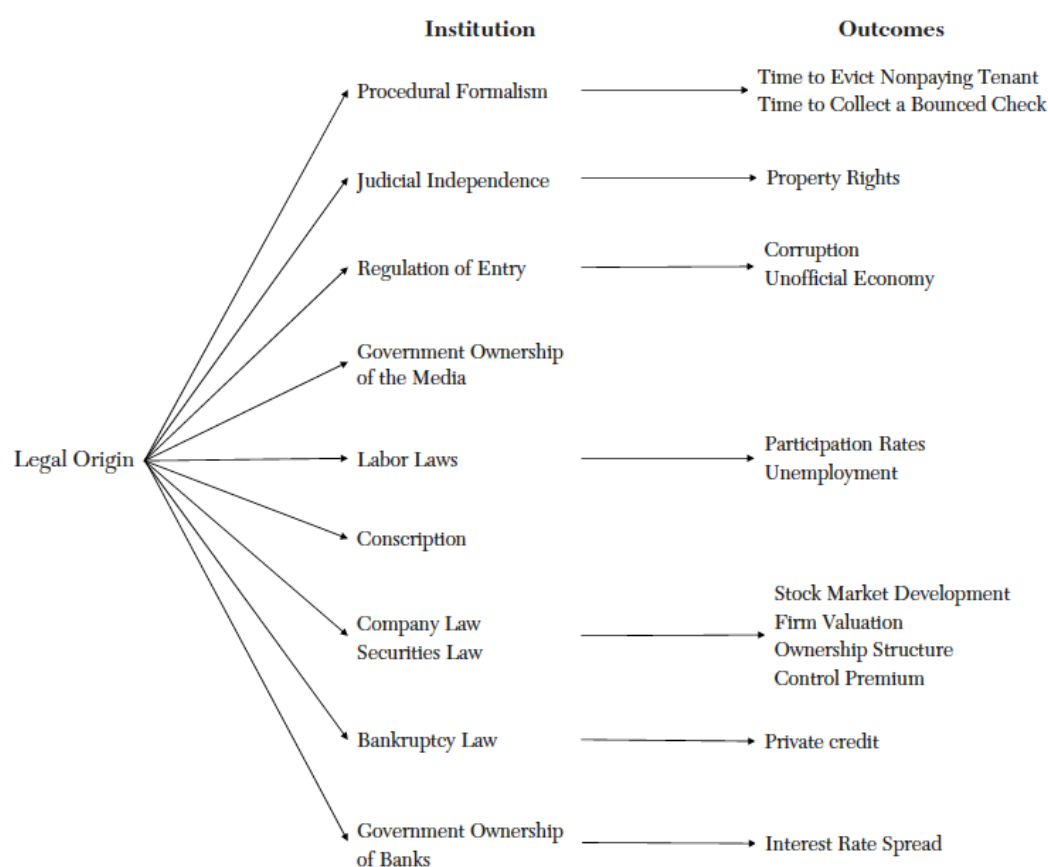 Institution
Outcomes
Procedural Formalism
Time to Evict Nonpaying Tenant
Time to Collect a Bounced Check
Judicial Independence
Property Rights
Regulation of Entry
Corruption
Unofficial Economy
Government Ownership
of the Media
Legal Origin
Labor Laws
Participation Rates
Unemployment
Conscription
Company Law
Securities Law
Stock Market Development
Firm Valuation
Ownership Structure
Control Premium
Bankruptcy Law
Private credit
Government Ownership
of Banks
Interest Rate Spread